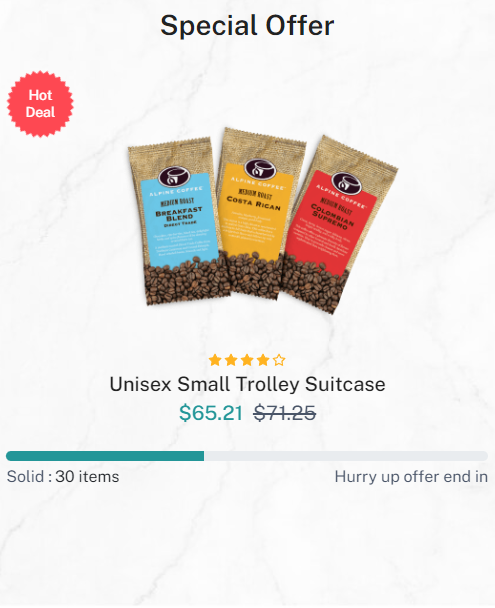 Special Offer
Hot
Deal
ALPINE COFFEE
MEDIUM ROAST
BREAKFAST
BLEND
ALPINE COFFEE
MEDIUM ROAST
COSTA RICAN
ALPINE COFFEE
MEDIUM ROAST
COLOMBIAN
SUPREMO
Unisex Small Trolley Suitcase
$65.21 $71.25
Solid : 30 items
Hurry up offer end in